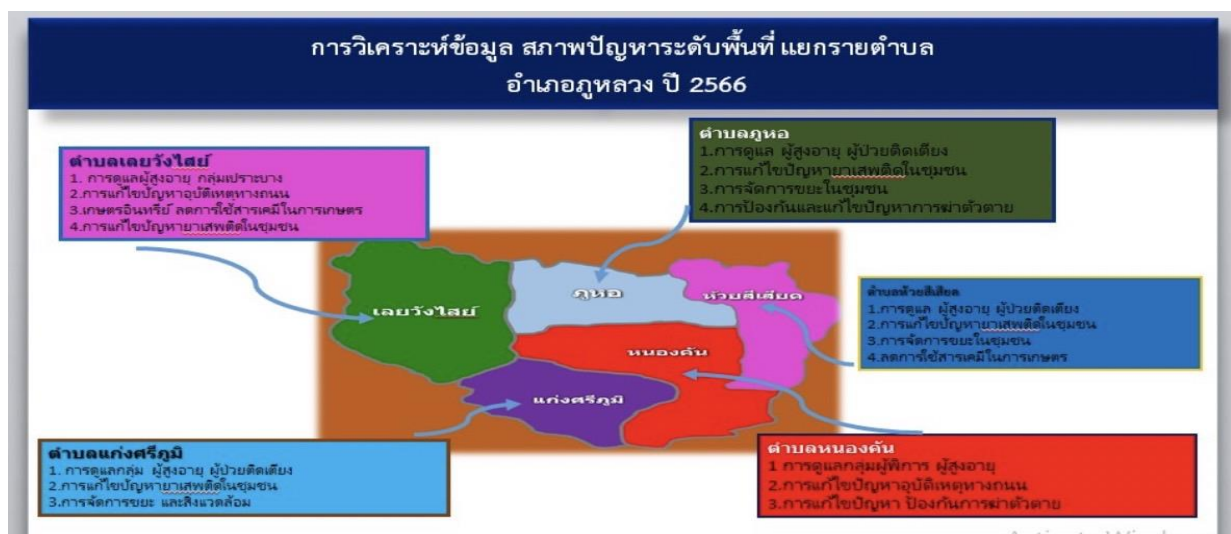 การวิเคราะห์ข้อมูล สภาพปัญหาระดับพื้นที่ แยกรายตำบล
อำเภอภูหลวง ปี 2566
ตำบลภูหอ
1.การดูแล ผู้สูงอายุ ผู้ป่วยติดเตียง
2.การแก้ไขปัญหายาเสพติดในชุมชน
3.การจัดการขยะในชุมชน
4.การป้องกันและแก้ไขปัญหาการฆ่าตัวตาย
ตำบลเลยวังไสย์
1. การดูแลผู้สูงอายุ กลุ่มเปราะบาง
2.การแก้ไขปัญหาอุบัติเหตุทางถนน
3.เกษตรอินทรีย์ ลดการใช้สารเคมีในการเกษตร
4.การแก้ไขปัญหายาเสพติดในชุมชน
ภูหอ
ห้วยสีเสียด
เลยวังไสย์
หนองคัน
แก่งศรีภูมิ
ตำบลห้วยสีเสียด
1.การดูแล ผู้สูงอายุ ผู้ป่วยติดเตียง
2.การแก้ไขปัญหายาเสพติดในชุมชน
3.การจัดการขยะในชุมชน
4.ลดการใช้สารเคมีในการเกษตร
ตำบลแก่งศรีภูมิ
1. การดูแลกลุ่ม ผู้สูงอายุ ผู้ป่วยติดเตียง
2.การแก้ไขปัญหายาเสพติดในชุมชน
3.การจัดการขยะ และสิ่งแวดล้อม
ตำบลหนองคัน
1 การดูแลกลุ่มผู้พิการ ผู้สูงอายุ
2.การแก้ไขปัญหาอุบัติเหตุทางถนน
3.การแก้ไขปัญหา ป้องกันการฆ่าตัวตาย